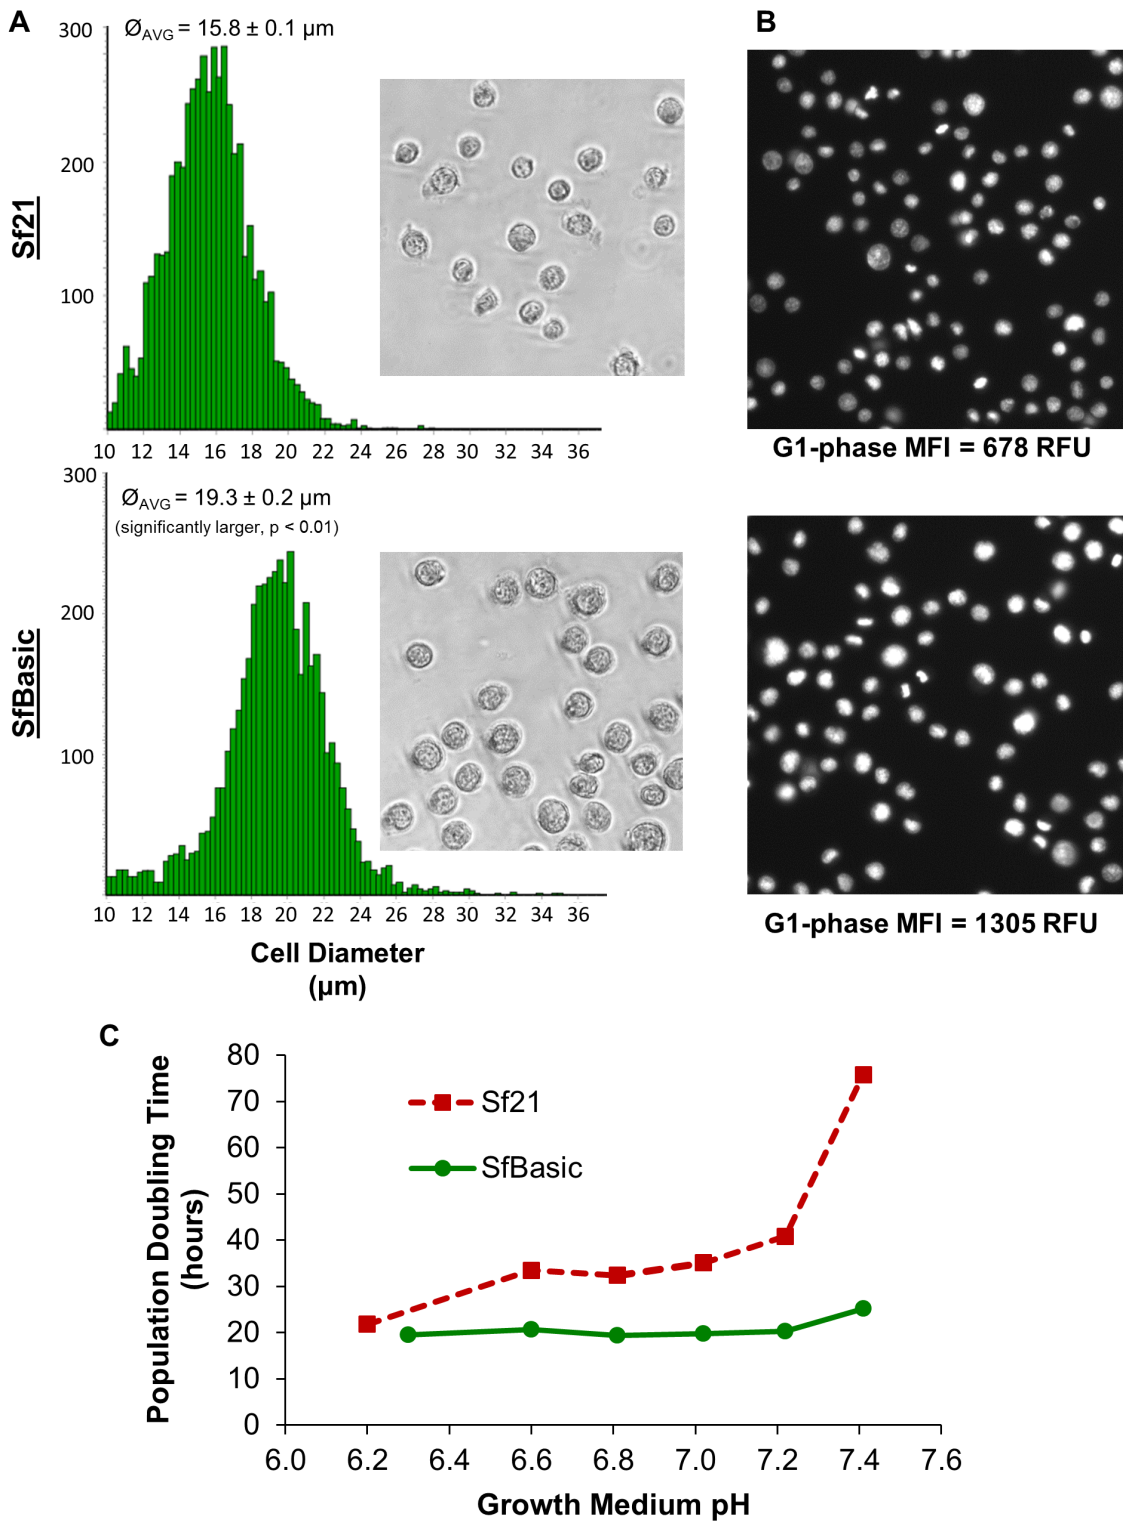 A
B
Ø_AVG = 15.8 ± 0.1 µm
Sf21
300
200
100
10 12 14 16 18 20 22 24 26 28 30 32 34 36
G1-phase MFI = 678 RFU
Ø_AVG = 19.3 ± 0.2 µm
(significantly larger, p < 0.01)
SfBasic
300
200
100
10 12 14 16 18 20 22 24 26 28 30 32 34 36
Cell Diameter
(µm)
G1-phase MFI = 1305 RFU
C
Population Doubling Time
(hours)
80
70
60
50
40
30
20
10
0
Sf21
SfBasic
6.0 6.2 6.4 6.6 6.8 7.0 7.2 7.4 7.6
Growth Medium pH